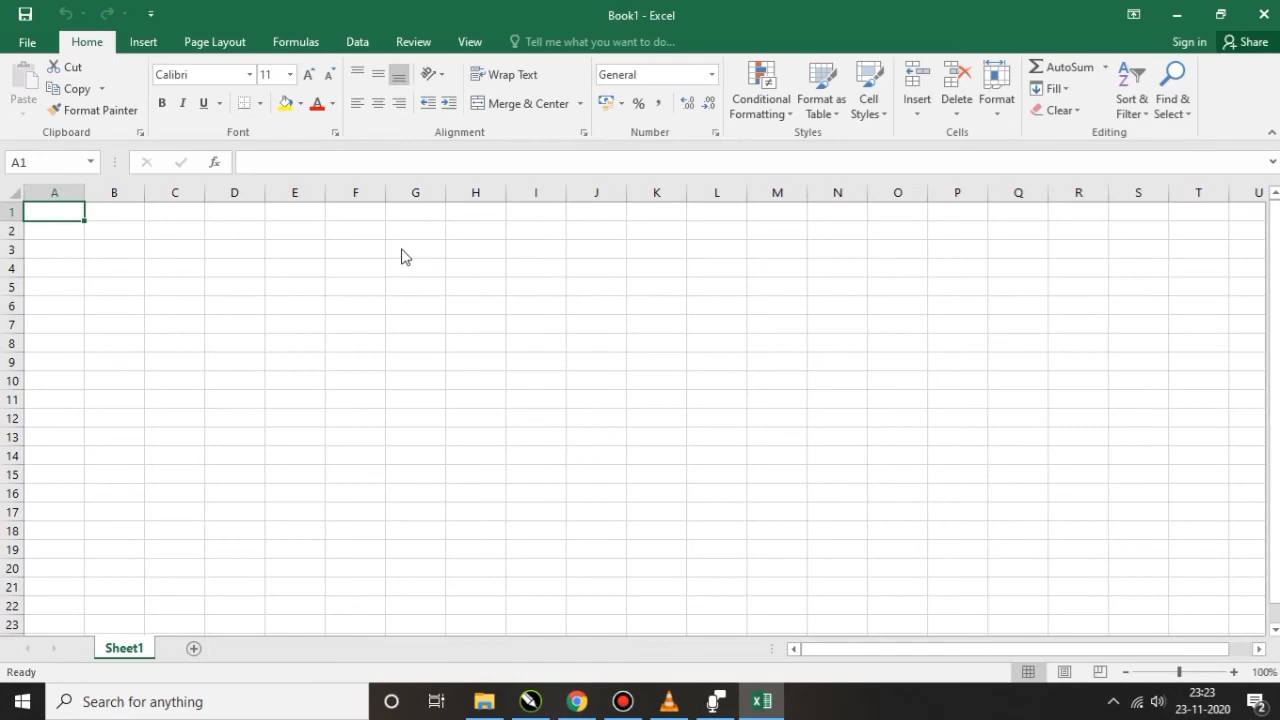 Book1 - Excel
File Home Insert Page Layout Formulas Data Review View Tell me what you want to do... Sign in Share
Paste Cut Copy Format Painter Clipboard
Calibri 11 B I U A Font
Wrap Text Merge & Center Alignment
General % , Number
Conditional Formatting Format as Table Cell Styles Styles
Insert Delete Format Cells
AutoSum Fill Clear Sort & Filter Find & Select Editing
A1 fx
A B C D E F G H I J K L M N O P Q R S T U
1
2
3
4
5
6
7
8
9
10
11
12
13
14
15
16
17
18
19
20
21
22
23
Sheet1
Ready 100%
Search for anything 23:23
23-11-2020 2